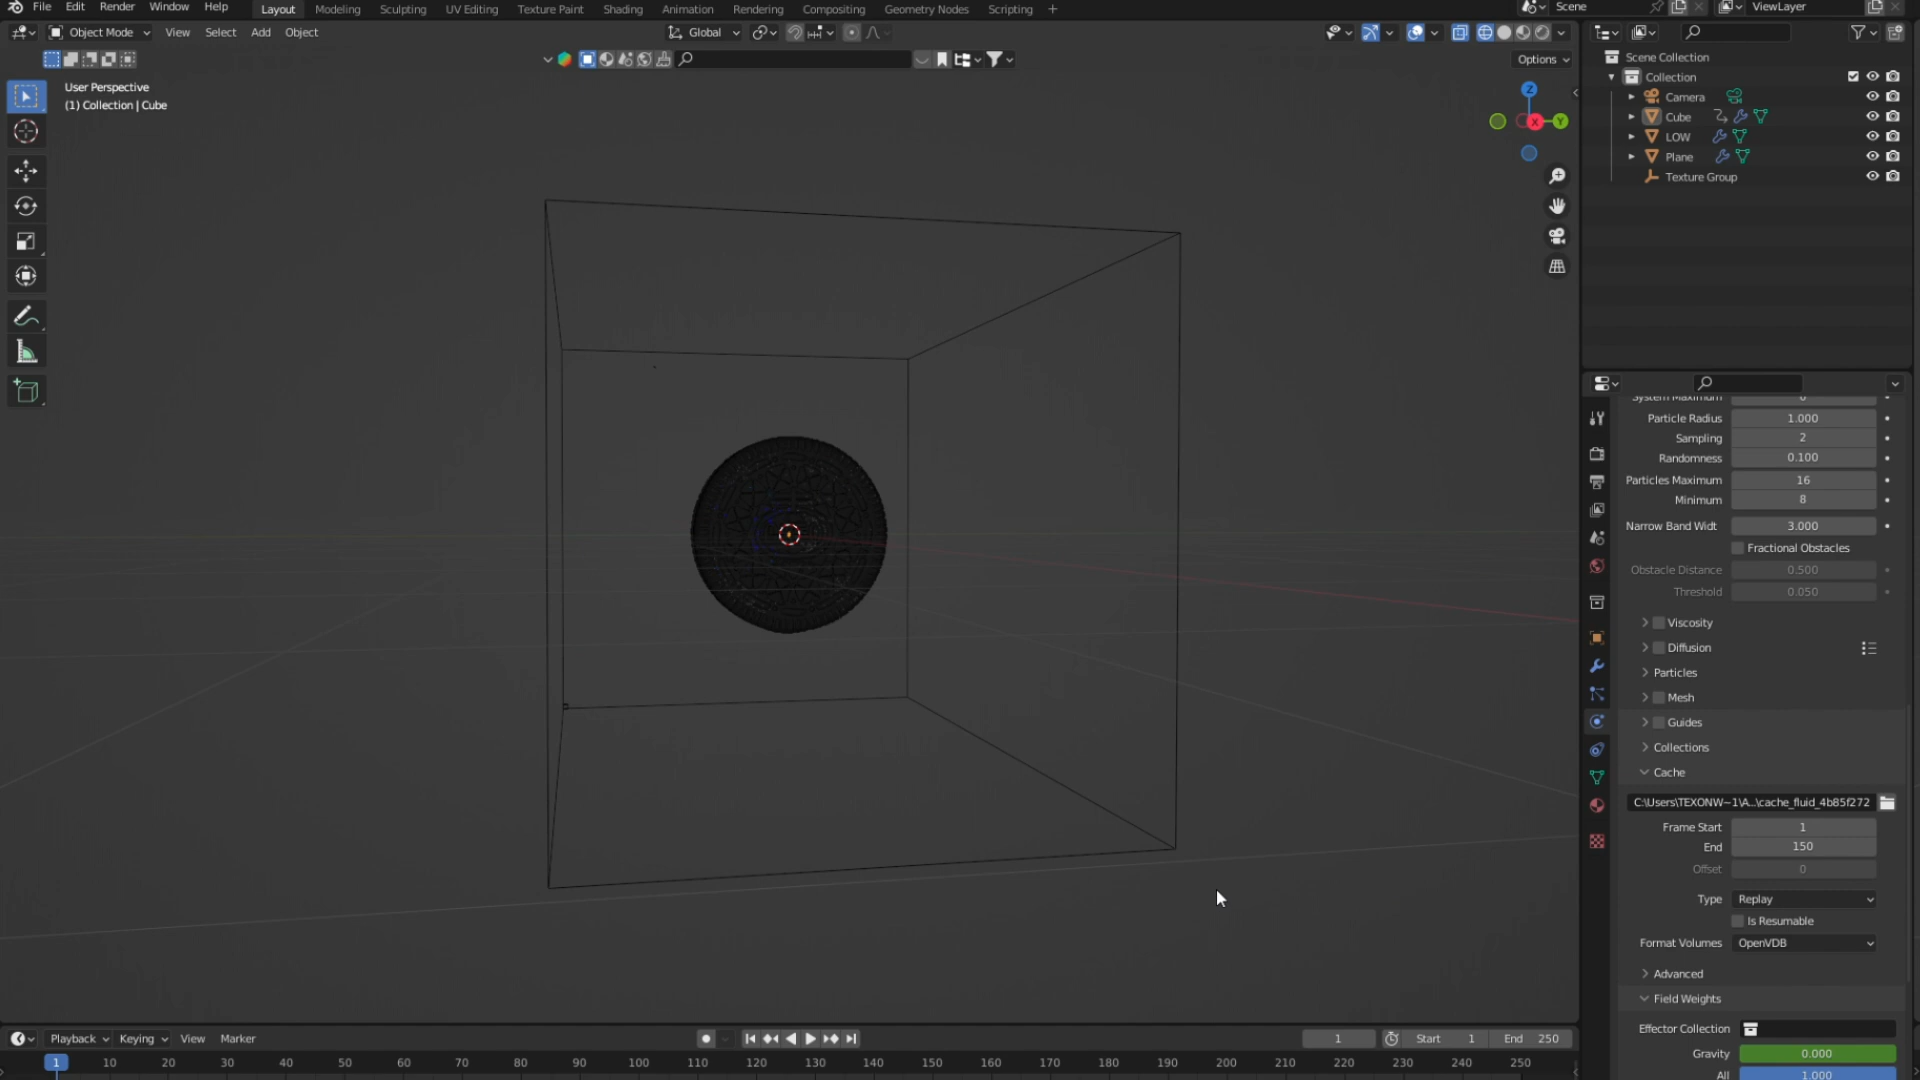 File Edit Render Window Help Layout Modeling Sculpting UV Editing Texture Paint Shading Animation Rendering Compositing Geometry Nodes Scripting + Scene ViewLayer
Object Mode View Select Add Object Global
Options
User Perspective
(1) Collection | Cube
Z
X
Y
Scene Collection
Collection
Camera
Cube
LOW
Plane
Texture Group
System Maximum 0
Particle Radius 1.000
Sampling 2
Randomness 0.100
Particles Maximum 16
Minimum 8
Narrow Band Widt 3.000
Fractional Obstacles
Obstacle Distance 0.500
Threshold 0.050
Viscosity
Diffusion
Particles
Mesh
Guides
Collections
Cache
C:\Users\TEXONW~1\A..\cache_fluid_4b85f272
Frame Start 1
End 150
Offset 0
Type Replay
Is Resumable
Format Volumes OpenVDB
Advanced
Field Weights
Effector Collection
Gravity 0.000
All 1.000
Playback Keying View Marker 1 Start 1 End 250
1 10 20 30 40 50 60 70 80 90 100 110 120 130 140 150 160 170 180 190 200 210 220 230 240 250